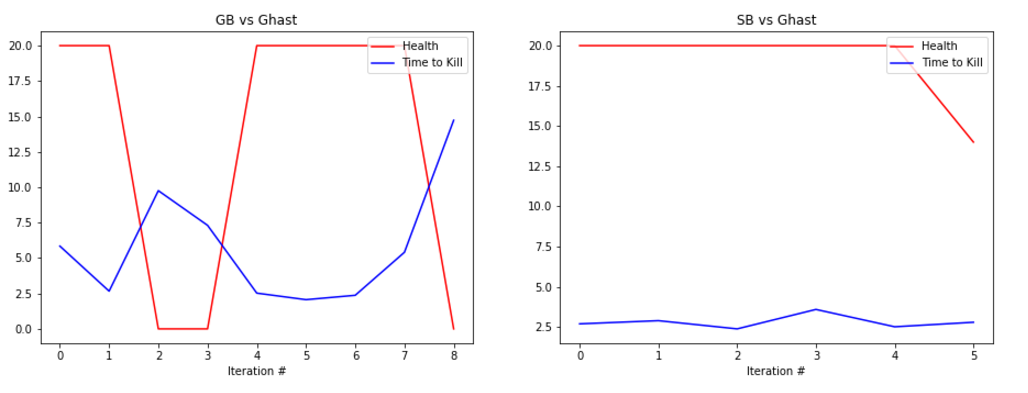 GB vs Ghast
20.0
17.5
15.0
12.5
10.0
7.5
5.0
2.5
0.0
Health
Time to Kill
0 1 2 3 4 5 6 7 8
Iteration #
SB vs Ghast
20.0
17.5
15.0
12.5
10.0
7.5
5.0
2.5
Health
Time to Kill
0 1 2 3 4 5
Iteration #